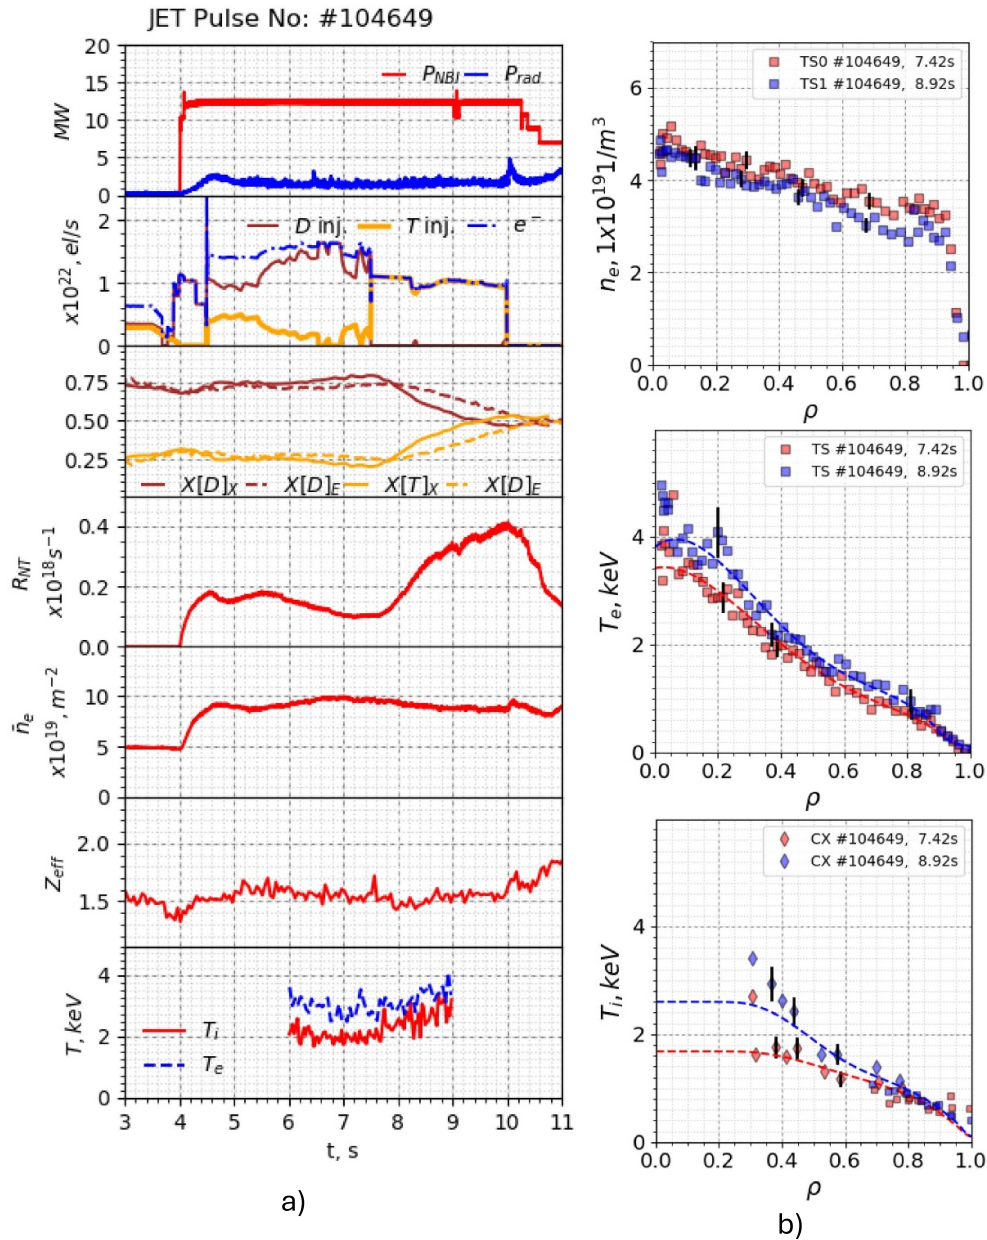 JET Pulse No: #104649
20
15
10
5
0
MW
P_NBI P_rad
2
1
0
x10^22, el/s
D inj. T inj. e^-
0.75
0.50
0.25
X[D]_X X[D]_E X[T]_X X[D]_E
0.4
0.2
0.0
R_NT
x10^18 s^-1
10
5
0
n̄_e
x10^19, m^-2
2.0
1.5
Z_eff
4
2
0
T, keV
T_i
T_e
3 4 5 6 7 8 9 10 11
t, s
a)
TS0 #104649, 7.42s
TS1 #104649, 8.92s
6
4
2
0
n_e, 1x10^19 1/m^3
0.0 0.2 0.4 0.6 0.8 1.0
ρ
TS #104649, 7.42s
TS #104649, 8.92s
4
2
0
T_e, keV
0.0 0.2 0.4 0.6 0.8 1.0
ρ
CX #104649, 7.42s
CX #104649, 8.92s
4
2
0
T_i, keV
0.0 0.2 0.4 0.6 0.8 1.0
ρ
b)